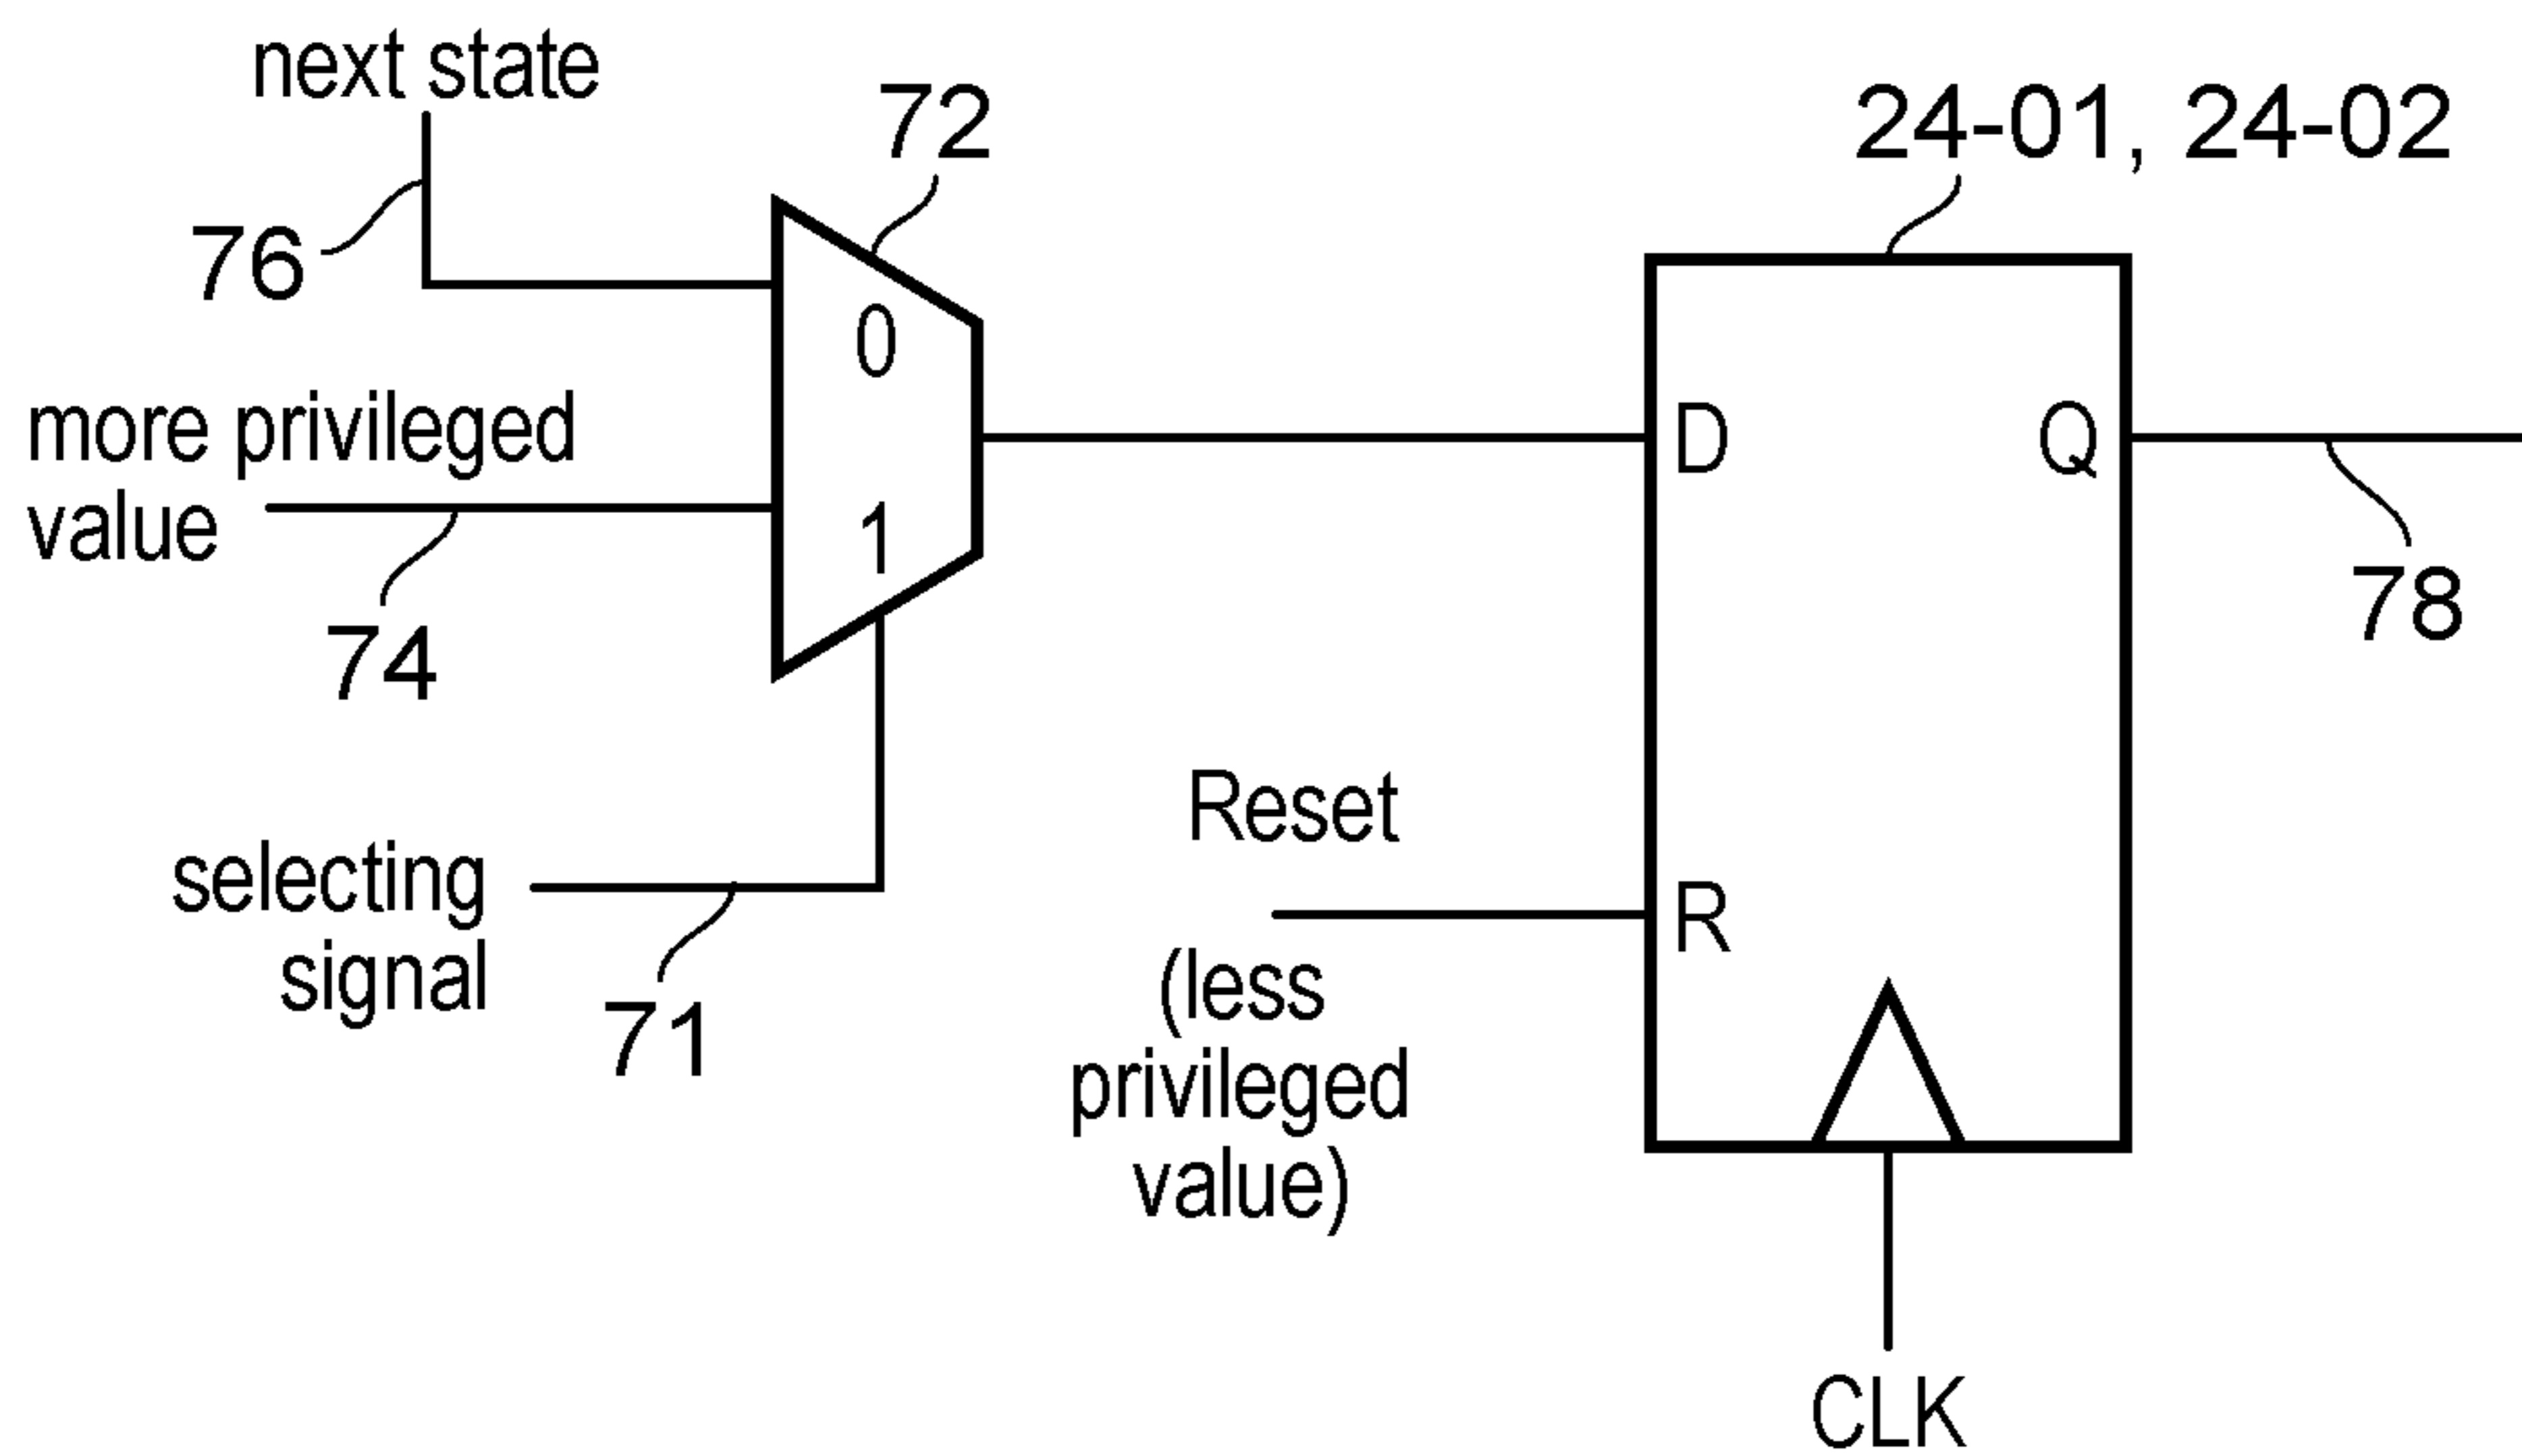 next state
72
24-01, 24-02
76
0
more privileged
value
D
Q
1
74
78
Reset
selecting
signal
R
71
(less
privileged
value)
CLK